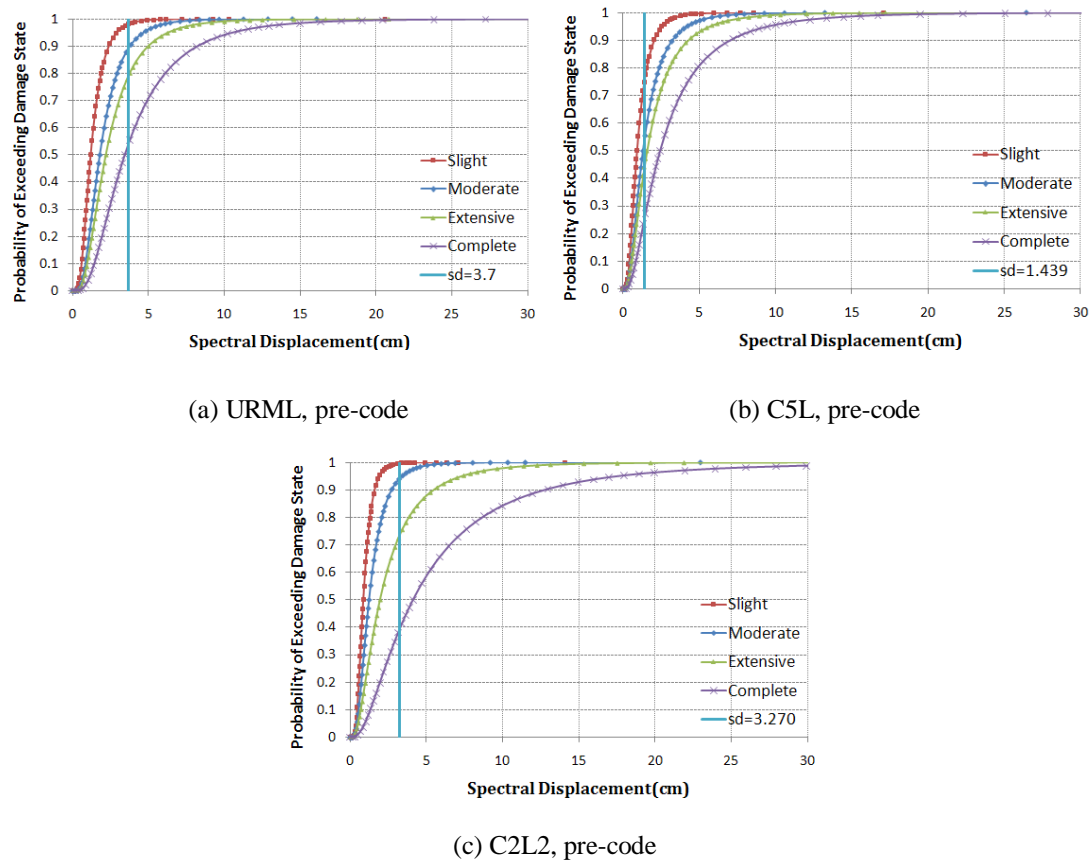 Probability of Exceeding Damage State
1
0.9
0.8
0.7
0.6
0.5
0.4
0.3
0.2
0.1
0
Slight
Moderate
Extensive
Complete
sd=3.7
0 5 10 15 20 25 30
Spectral Displacement(cm)
(a) URML, pre-code
Probability of Exceeding Damage State
1
0.9
0.8
0.7
0.6
0.5
0.4
0.3
0.2
0.1
0
Slight
Moderate
Extensive
Complete
sd=1.439
0 5 10 15 20 25 30
Spectral Displacement(cm)
(b) C5L, pre-code
Probability of Exceeding Damage State
1
0.9
0.8
0.7
0.6
0.5
0.4
0.3
0.2
0.1
0
Slight
Moderate
Extensive
Complete
sd=3.270
0 5 10 15 20 25 30
Spectral Displacement(cm)
(c) C2L2, pre-code